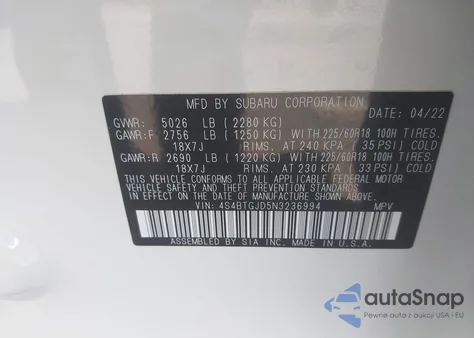 MFD BY SUBARU CORPORATION
DATE: 04/22
GVWR: 5026 LB (2280 KG)
GAWR:F 2756 LB (1250 KG) WITH 225/60R18 100H TIRES.
18X7J RIMS. AT 240 KPA (35 PSI) COLD
GAWR:R 2690 LB (1220 KG) WITH 225/60R18 100H TIRES.
18X7J RIMS. AT 230 KPA (33 PSI) COLD
THIS VEHICLE CONFORMS TO ALL APPLICABLE FEDERAL MOTOR
VEHICLE SAFETY, BUMPER, AND THEFT PREVENTION STANDARDS
IN EFFECT ON THE DATE OF MANUFACTURE SHOWN ABOVE.
VIN: 4S4BTGJD5N3236994 MPV
ASSEMBLED BY SIA INC. MADE IN U.S.A.
autoSnap
Pewne auta z USA i EU